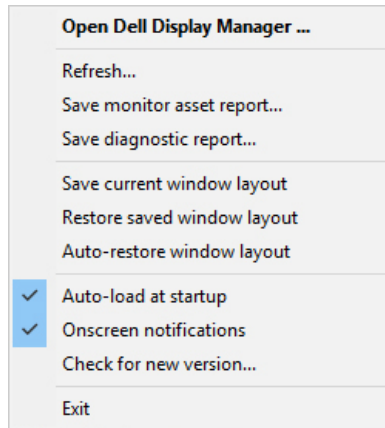 Open Dell Display Manager ...
Refresh...
Save monitor asset report...
Save diagnostic report...
Save current window layout
Restore saved window layout
Auto-restore window layout
Auto-load at startup
Onscreen notifications
Check for new version...
Exit